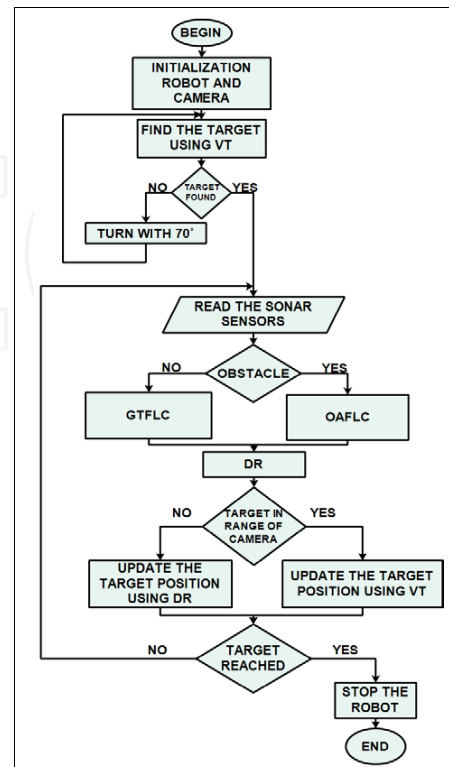 BEGIN
INITIALIZATION
ROBOT AND
CAMERA
FIND THE TARGET
USING VT
NO
TARGET
FOUND
YES
TURN WITH 70°
READ THE SONAR
SENSORS
NO
OBSTACLE
YES
GTFLC
OAFLC
DR
NO
TARGET IN
RANGE OF
CAMERA
YES
UPDATE THE
TARGET POSITION
USING DR
UPDATE THE TARGET
POSITION USING VT
NO
TARGET
REACHED
YES
STOP THE
ROBOT
END